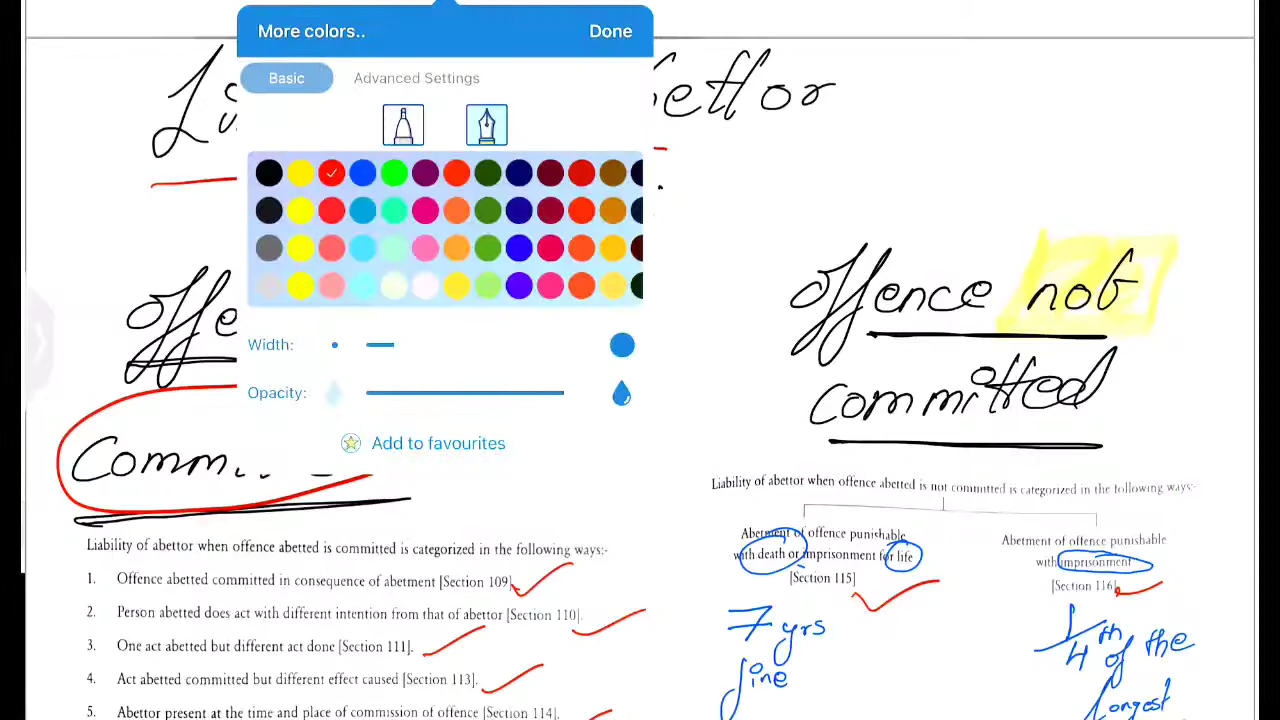 More colors.. Done
Basic Advanced Settings
ettor
Width:
Opacity:
Add to favourites
offence not
committed
offe
Comm
Liability of abettor when offence abetted is committed is categorized in the following ways:-
1. Offence abetted committed in consequence of abetment [Section 109].
2. Person abetted does act with different intention from that of abettor [Section 110].
3. One act abetted but different act done [Section 111].
4. Act abetted committed but different effect caused [Section 113].
5. Abettor present at the time and place of commission of offence [Section 114].
Liability of abettor when offence abetted is not committed is categorized in the following ways:-
Abetment of offence punishable
with death or imprisonment for life
[Section 115]
7 yrs
fine
Abetment of offence punishable
with imprisonment
[Section 116]
1/4th of the
longest